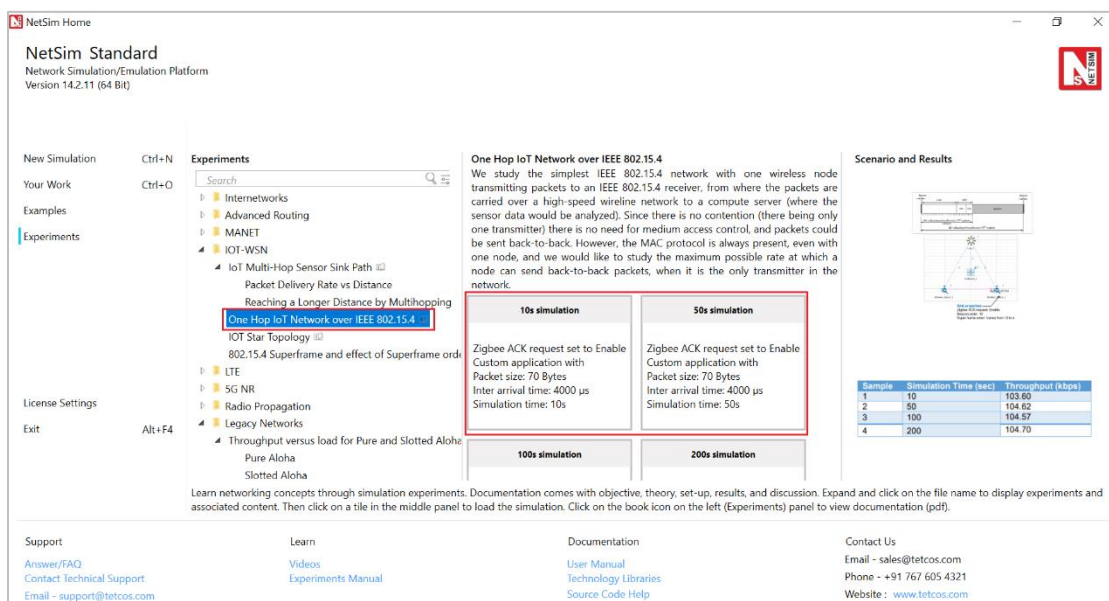 NetSim Home
NetSim Standard
Network Simulation/Emulation Platform
Version 14.2.11 (64 Bit)
NETSIM
New Simulation Ctrl+N
Your Work Ctrl+O
Examples
Experiments
License Settings
Exit Alt+F4
Experiments
Search
Internetworks
Advanced Routing
MANET
IOT-WSN
IoT Multi-Hop Sensor Sink Path
Packet Delivery Rate vs Distance
Reaching a Longer Distance by Multihopping
One Hop IoT Network over IEEE 802.15.4
IOT Star Topology
802.15.4 Superframe and effect of Superframe orde
LTE
5G NR
Radio Propagation
Legacy Networks
Throughput versus load for Pure and Slotted Aloha
Pure Aloha
Slotted Aloha
One Hop IoT Network over IEEE 802.15.4
We study the simplest IEEE 802.15.4 network with one wireless node
transmitting packets to an IEEE 802.15.4 receiver, from where the packets are
carried over a high-speed wireline network to a compute server (where the
sensor data would be analyzed). Since there is no contention (there being only
one transmitter) there is no need for medium access control, and packets could
be sent back-to-back. However, the MAC protocol is always present, even with
one node, and we would like to study the maximum possible rate at which a
node can send back-to-back packets, when it is the only transmitter in the
network.
10s simulation
Zigbee ACK request set to Enable
Custom application with
Packet size: 70 Bytes
Inter arrival time: 4000 µs
Simulation time: 10s
50s simulation
Zigbee ACK request set to Enable
Custom application with
Packet size: 70 Bytes
Inter arrival time: 4000 µs
Simulation time: 50s
100s simulation
200s simulation
Scenario and Results
Sample Simulation Time (sec) Throughput (kbps)
1 10 103.60
2 50 104.62
3 100 104.57
4 200 104.70
Learn networking concepts through simulation experiments. Documentation comes with objective, theory, set-up, results, and discussion. Expand and click on the file name to display experiments and
associated content. Then click on a tile in the middle panel to load the simulation. Click on the book icon on the left (Experiments) panel to view documentation (pdf).
Support
Answer/FAQ
Contact Technical Support
Email - support@tetcos.com
Learn
Videos
Experiments Manual
Documentation
User Manual
Technology Libraries
Source Code Help
Contact Us
Email - sales@tetcos.com
Phone - +91 767 605 4321
Website : www.tetcos.com